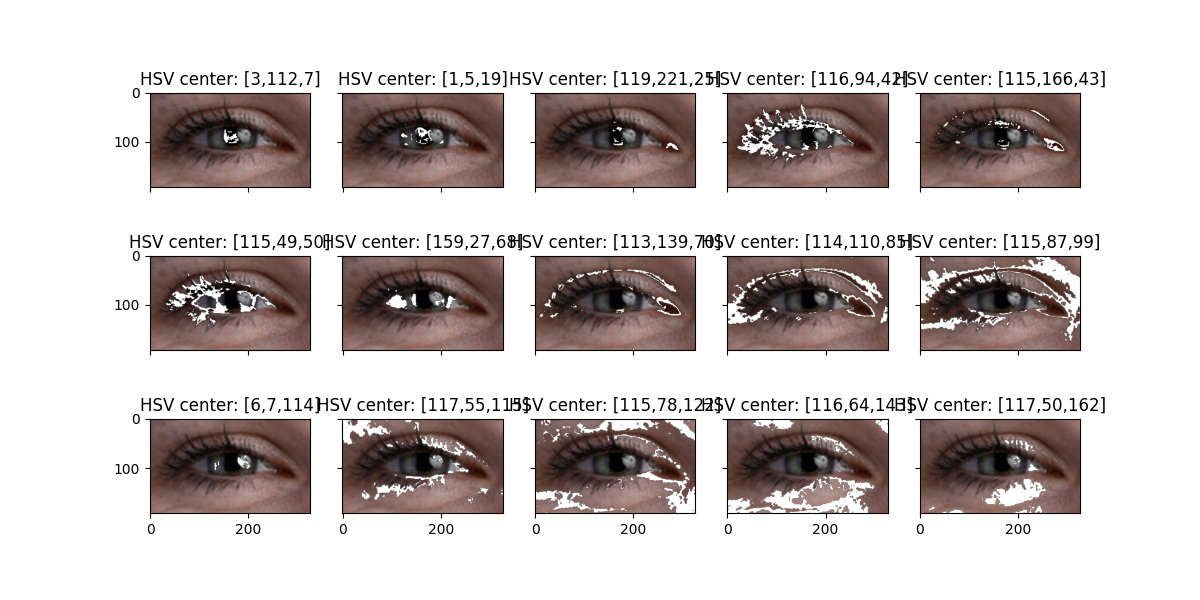 HSV center: [3,112,7] HSV center: [1,5,19] HSV center: [119,221,25] HSV center: [116,94,42] HSV center: [115,166,43]
0
100
HSV center: [115,49,50] HSV center: [159,27,68] HSV center: [113,139,70] HSV center: [114,110,85] HSV center: [115,87,99]
0
100
HSV center: [6,7,114] HSV center: [117,55,115] HSV center: [115,78,122] HSV center: [116,64,143] HSV center: [117,50,162]
0
100
0 200 0 200 0 200 0 200 0 200